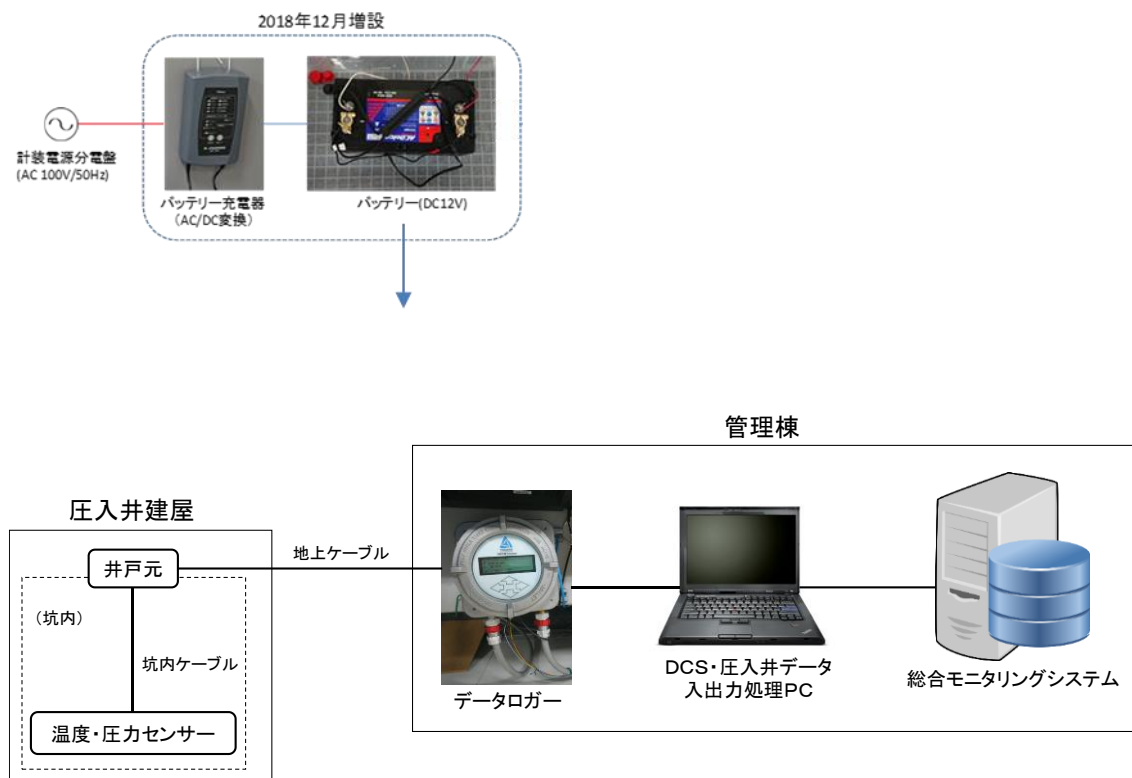 2018年12月増設
計装電源分電盤
(AC 100V/50Hz)
バッテリー充電器
(AC/DC変換)
バッテリー(DC12V)
管理棟
圧入井建屋
地上ケーブル
井戸元
(坑内)
坑内ケーブル
温度・圧力センサー
データロガー
DCS・圧入井データ
入出力処理PC
総合モニタリングシステム